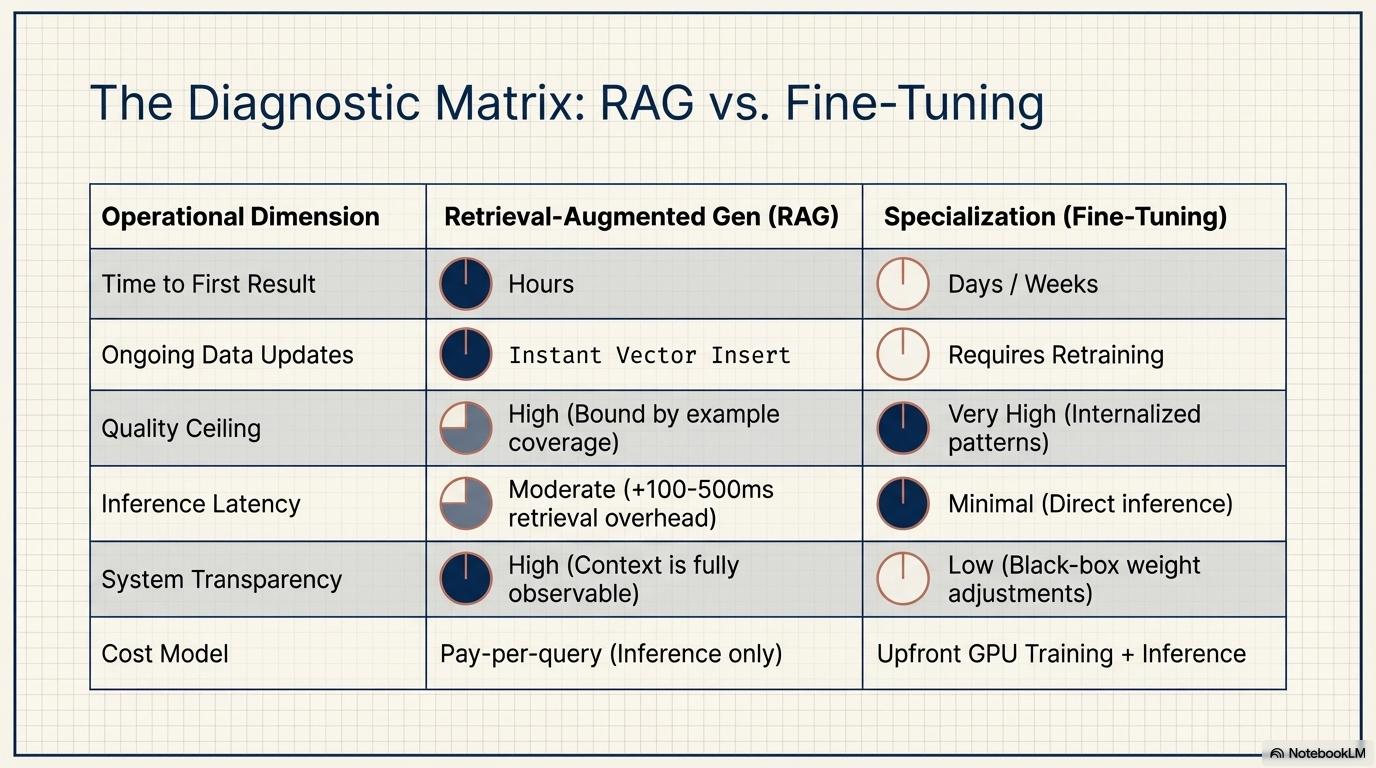 The Diagnostic Matrix: RAG vs. Fine-Tuning
Operational Dimension
Retrieval-Augmented Gen (RAG)
Specialization (Fine-Tuning)
Time to First Result
Hours
Days / Weeks
Ongoing Data Updates
Instant Vector Insert
Requires Retraining
Quality Ceiling
High (Bound by example
coverage)
Very High (Internalized
patterns)
Inference Latency
Moderate (+100-500ms
retrieval overhead)
Minimal (Direct inference)
System Transparency
High (Context is fully
observable)
Low (Black-box weight
adjustments)
Cost Model
Pay-per-query (Inference only)
Upfront GPU Training + Inference
NotebookLM